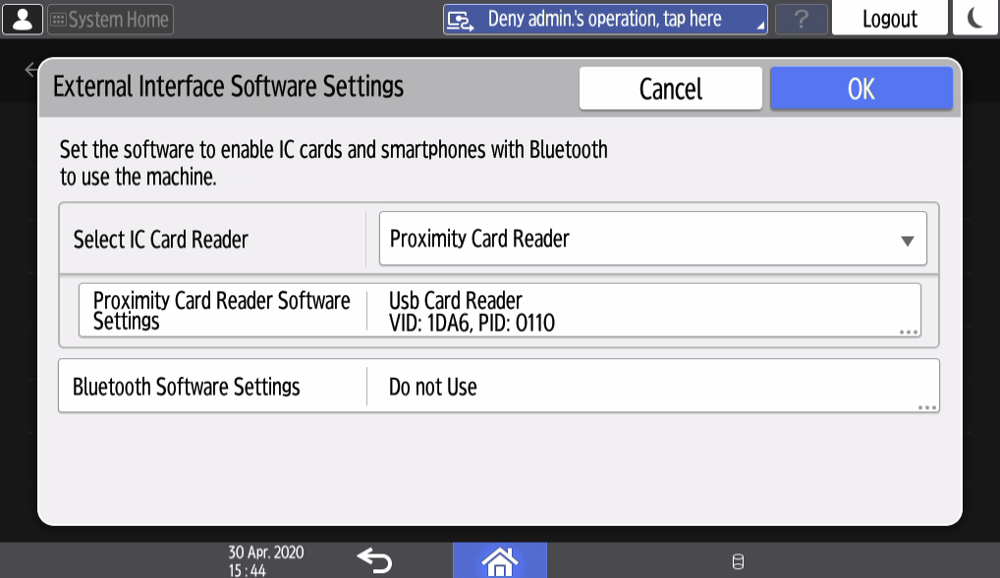 System Home
Deny admin.'s operation, tap here
?
Logout
External Interface Software Settings
Cancel
OK
Set the software to enable IC cards and smartphones with Bluetooth
to use the machine.
Select IC Card Reader
Proximity Card Reader
Proximity Card Reader Software
Settings
Usb Card Reader
VID: 1DA6, PID: 0110
Bluetooth Software Settings
Do not Use
30 Apr. 2020
15:44